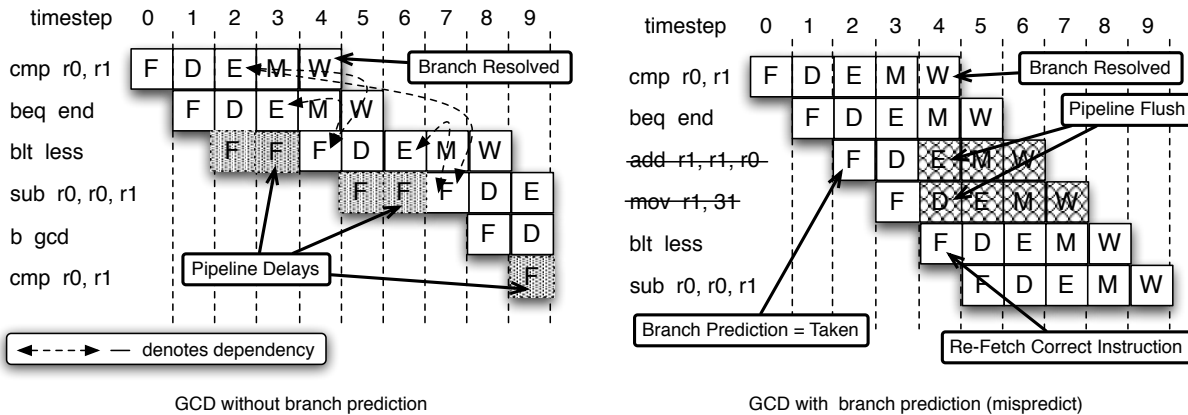 timestep 0 1 2 3 4 5 6 7 8 9
cmp r0, r1 F D E M W
Branch Resolved
beq end F D E M W
blt less F F F D E M W
sub r0, r0, r1 F F F D E
b gcd F D
Pipeline Delays
cmp r0, r1 F
— denotes dependency
GCD without branch prediction
timestep 0 1 2 3 4 5 6 7 8 9
cmp r0, r1 F D E M W
Branch Resolved
Pipeline Flush
beq end F D E M W
add r1, r1, r0 F D E M W
mov r1, 31 F D E M W
blt less F D E M W
sub r0, r0, r1 F D E M W
Branch Prediction = Taken
Re-Fetch Correct Instruction
GCD with branch prediction (mispredict)